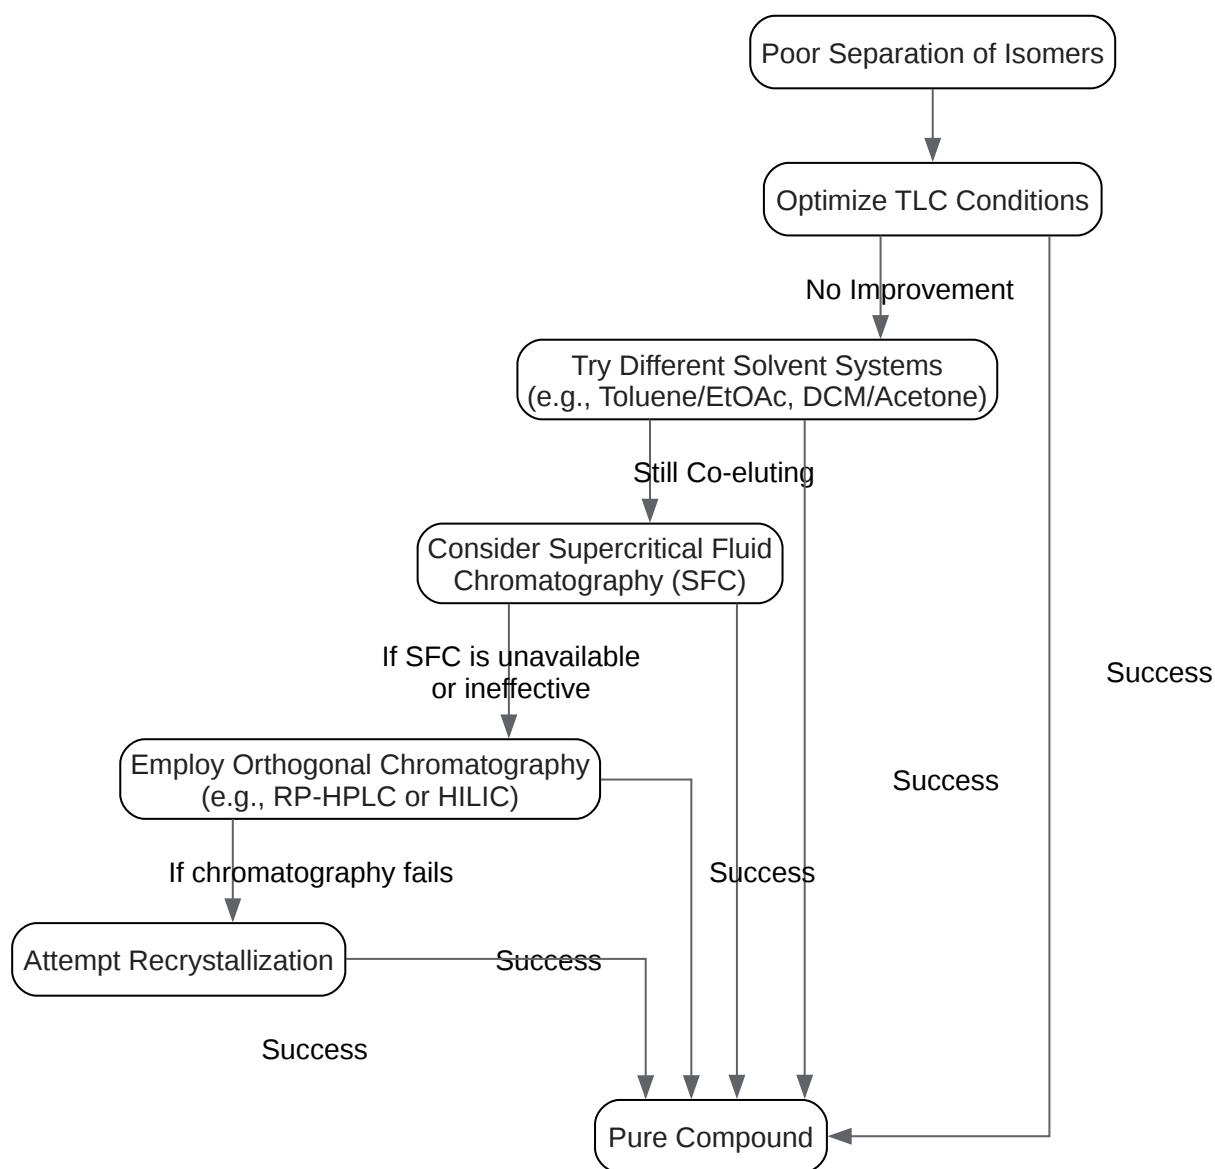 Poor Separation of Isomers
Optimize TLC Conditions
No Improvement
Try Different Solvent Systems
(e.g., Toluene/EtOAc, DCM/Acetone)
Still Co-eluting
Consider Supercritical Fluid
Chromatography (SFC)
If SFC is unavailable
or ineffective
Success
Employ Orthogonal Chromatography
(e.g., RP-HPLC or HILIC)
Success
If chromatography fails
Success
Attempt Recrystallization
Success
Success
Pure Compound